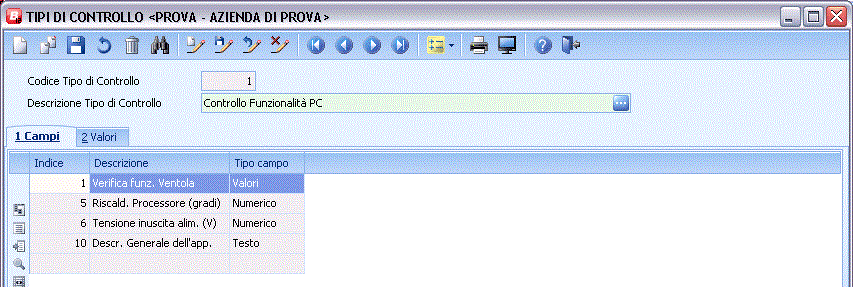 TIPI DI CONTROLLO <PROVA - AZIENDA DI PROVA>
Codice Tipo di Controllo 1
Descrizione Tipo di Controllo Controllo Funzionalità PC ...
1 Campi 2 Valori
Indice Descrizione Tipo campo
1 Verifica funz. Ventola Valori
5 Riscald. Processore (gradi) Numerico
6 Tensione inuscita alim. (V) Numerico
10 Descr. Generale dell'app. Testo